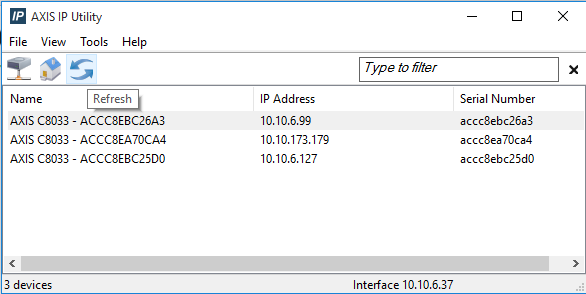 IP AXIS IP Utility
File View Tools Help
Type to filter
Refresh
Name IP Address Serial Number
AXIS C8033 - ACCC8EBC26A3 10.10.6.99 accc8ebc26a3
AXIS C8033 - ACCC8EA70CA4 10.10.173.179 accc8ea70ca4
AXIS C8033 - ACCC8EBC25D0 10.10.6.127 accc8ebc25d0
3 devices Interface 10.10.6.37